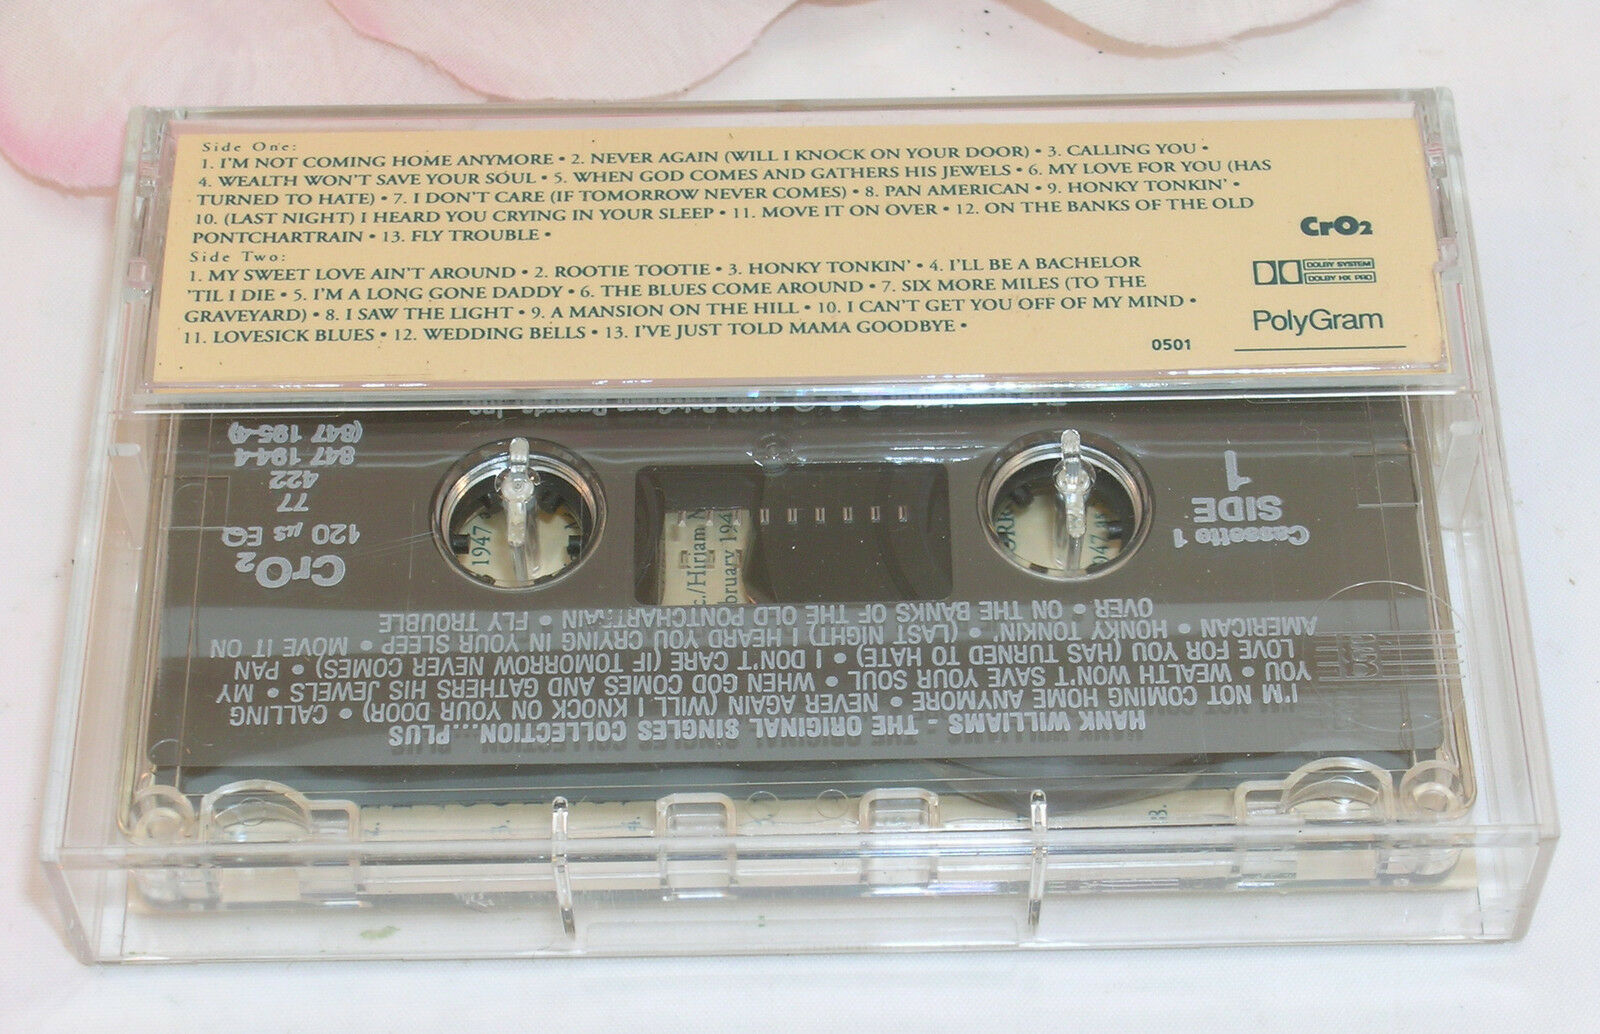 Side One:
1. I'M NOT COMING HOME ANYMORE • 2. NEVER AGAIN (WILL I KNOCK ON YOUR DOOR) • 3. CALLING YOU •
4. WEALTH WON'T SAVE YOUR SOUL • 5. WHEN GOD COMES AND GATHERS HIS JEWELS • 6. MY LOVE FOR YOU (HAS
TURNED TO HATE) • 7. I DON'T CARE (IF TOMORROW NEVER COMES) • 8. PAN AMERICAN • 9. HONKY TONKIN' •
10. (LAST NIGHT) I HEARD YOU CRYING IN YOUR SLEEP • 11. MOVE IT ON OVER • 12. ON THE BANKS OF THE OLD
PONTCHARTRAIN • 13. FLY TROUBLE •
Side Two:
1. MY SWEET LOVE AIN'T AROUND • 2. ROOTIE TOOTIE • 3. HONKY TONKIN' • 4. I'LL BE A BACHELOR
'TIL I DIE • 5. I'M A LONG GONE DADDY • 6. THE BLUES COME AROUND • 7. SIX MORE MILES (TO THE
GRAVEYARD) • 8. I SAW THE LIGHT • 9. A MANSION ON THE HILL • 10. I CAN'T GET YOU OFF OF MY MIND •
11. LOVESICK BLUES • 12. WEDDING BELLS • 13. I'VE JUST TOLD MAMA GOODBYE •
CrO2
DOLBY SYSTEM
DOLBY HX PRO
PolyGram
0501
HANK WILLIAMS - THE ORIGINAL SINGLES COLLECTION...PLUS
I'M NOT COMING HOME ANYMORE • NEVER AGAIN (WILL I KNOCK ON YOUR DOOR) • CALLING
YOU • WEALTH WON'T SAVE YOUR SOUL • WHEN GOD COMES AND GATHERS HIS JEWELS • MY
LOVE FOR YOU (HAS TURNED TO HATE) • I DON'T CARE (IF TOMORROW NEVER COMES) • PAN
AMERICAN • HONKY TONKIN' • (LAST NIGHT) I HEARD YOU CRYING IN YOUR SLEEP • MOVE IT ON
OVER • ON THE BANKS OF THE OLD PONTCHARTRAIN • FLY TROUBLE
Cassette 1
SIDE
1
CrO2
120 µs EQ
77
422
847 194-4
(847 195-4)
1947
c./Hiriam
bruary 194
1947